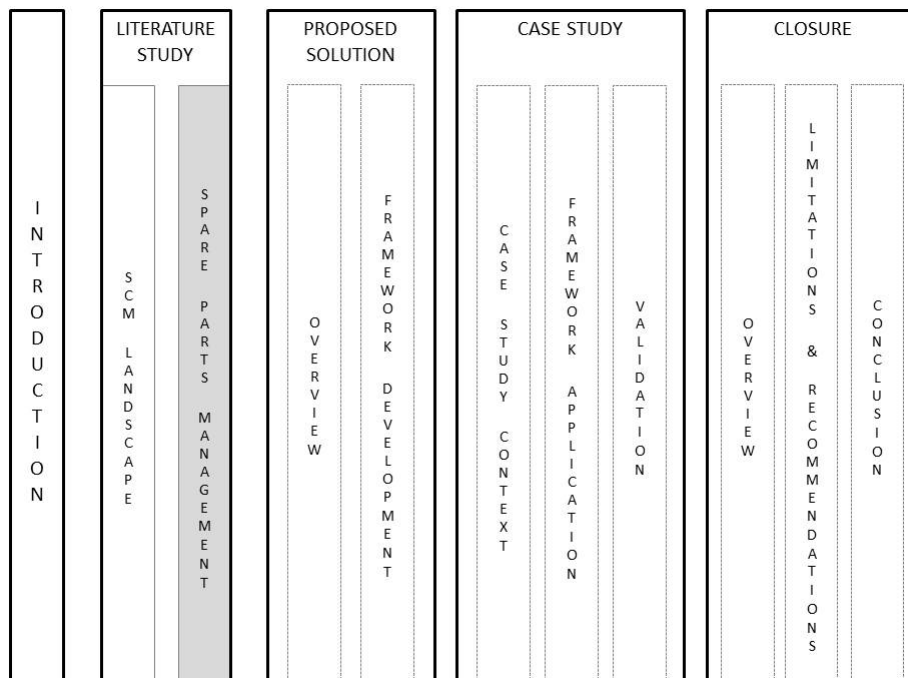 INTRODUCTION
LITERATURE
STUDY
SCM LANDSCAPE
SPARE PARTS MANAGEMENT
PROPOSED
SOLUTION
OVERVIEW
FRAMEWORK DEVELOPMENT
CASE STUDY
CASE STUDY CONTEXT
FRAMEWORK APPLICATION
VALIDATION
CLOSURE
OVERVIEW
LIMITATIONS & RECOMMENDATIONS
CONCLUSION